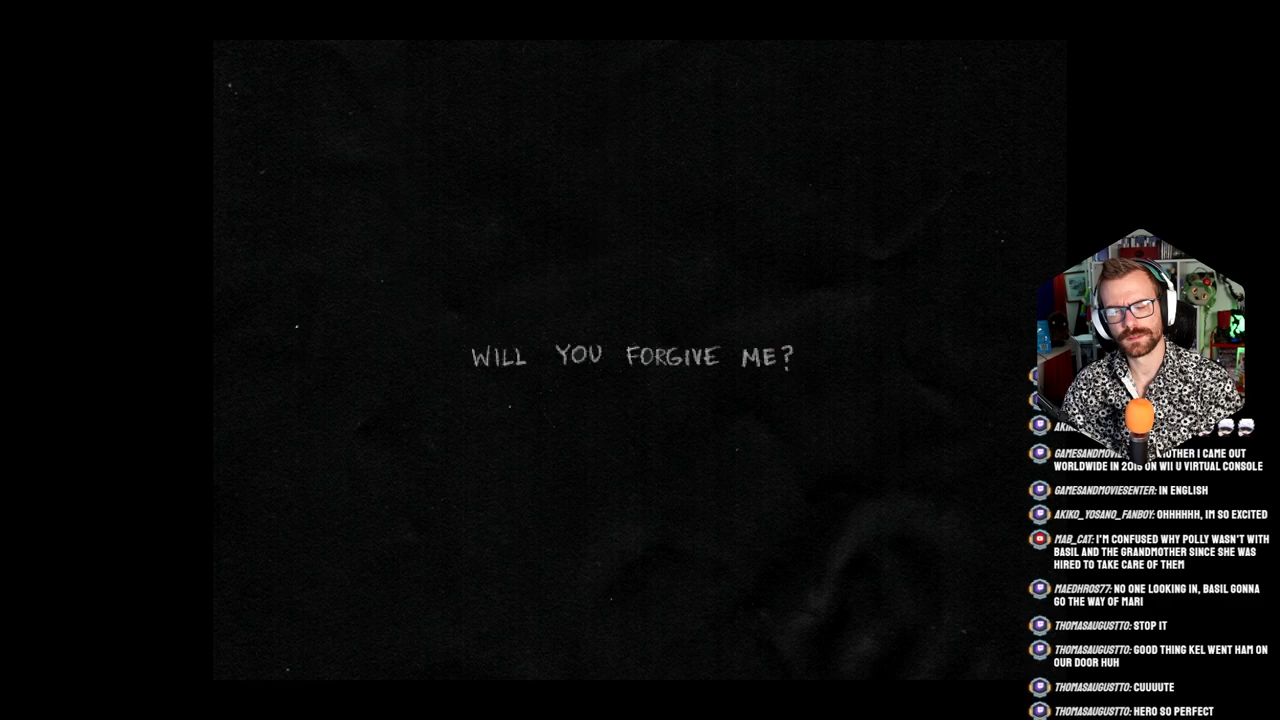 WILL YOU FORGIVE ME?
MOTHER I CAME OUT
WORLDWIDE IN 2015 ON WII U VIRTUAL CONSOLE
GAMESANDMOVIESENTER: IN ENGLISH
AKIKO_YOSANO_FANBOY: OHHHHHH, IM SO EXCITED
MAB_CAT: I'M CONFUSED WHY POLLY WASN'T WITH
BASIL AND THE GRANDMOTHER SINCE SHE WAS
HIRED TO TAKE CARE OF THEM
MAEDHROS77: NO ONE LOOKING IN, BASIL GONNA
GO THE WAY OF MARI
THOMASAUGUSTTO: STOP IT
THOMASAUGUSTTO: GOOD THING KEL WENT HAM ON
OUR DOOR HUH
THOMASAUGUSTTO: CUUUUTE
THOMASAUGUSTTO: HERO SO PERFECT